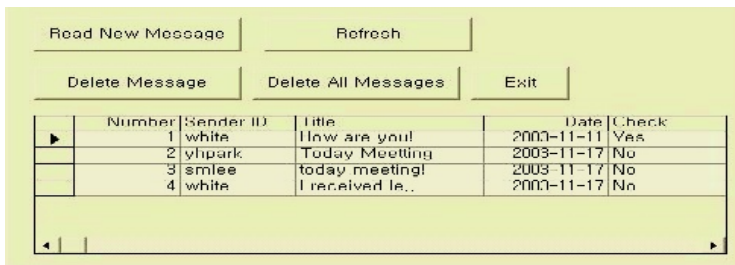 Read New Message Refresh
Delete Message Delete All Messages Exit
Number Sender ID Title Date Check
1 white How are you! 2003-11-11 Yes
2 yhpark Today Meetting 2003-11-17 No
3 smlee today meeting! 2003-11-17 No
4 white I received le..  2003-11-17 No